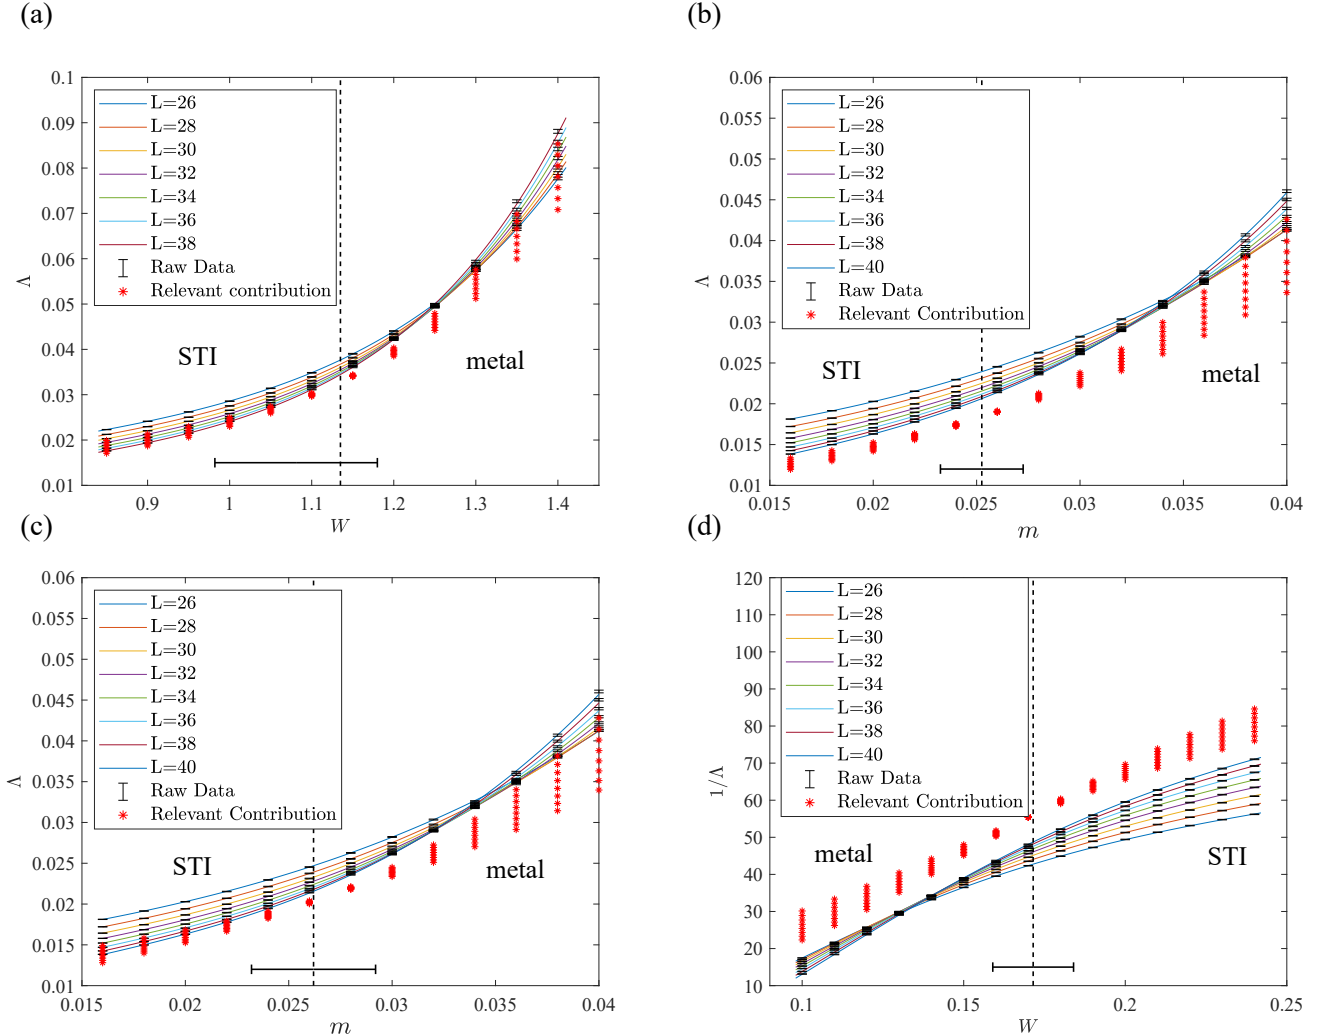 (a)
0.1
0.09
0.08
0.07
0.06
0.05
0.04
0.03
0.02
0.01
Λ
L=26
L=28
L=30
L=32
L=34
L=36
L=38
Raw Data
Relevant contribution
STI
metal
0.9
1
1.1
1.2
1.3
1.4
W
(b)
0.06
0.055
0.05
0.045
0.04
0.035
0.03
0.025
0.02
0.015
0.01
Λ
L=26
L=28
L=30
L=32
L=34
L=36
L=38
L=40
Raw Data
Relevant Contribution
STI
metal
0.015
0.02
0.025
0.03
0.035
0.04
m
(c)
0.06
0.055
0.05
0.045
0.04
0.035
0.03
0.025
0.02
0.015
0.01
Λ
L=26
L=28
L=30
L=32
L=34
L=36
L=38
L=40
Raw Data
Relevant Contribution
STI
metal
0.015
0.02
0.025
0.03
0.035
0.04
m
(d)
120
110
100
90
80
70
60
50
40
30
20
10
1/Λ
L=26
L=28
L=30
L=32
L=34
L=36
L=38
L=40
Raw Data
Relevant Contribution
metal
STI
0.1
0.15
0.2
0.25
W